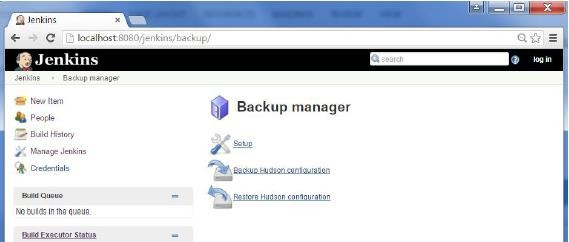 Jenkins
localhost:8080/jenkins/backup/
Jenkins
search
log in
Jenkins
Backup manager
New Item
People
Build History
Manage Jenkins
Credentials
Build Queue
No builds in the queue.
Build Executor Status
Backup manager
Setup
Backup Hudson configuration
Restore Hudson configuration